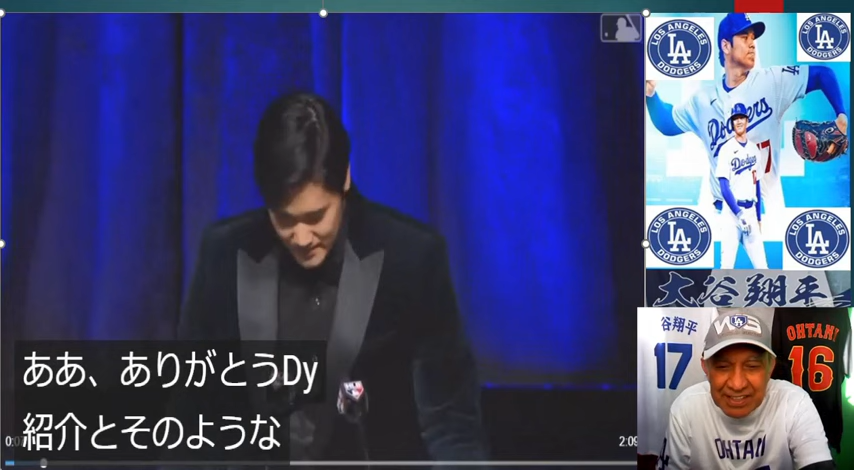 ああ、ありがとうDy
紹介とそのような
2:09
LOS ANGELES
LA
DODGERS
LOS ANGELES
LA
DODGERS
Dodgers
Dodgers
17
LOS ANGELES
LA
DODGERS
LOS ANGELES
LA
DODGERS
大谷翔平
谷翔平
17
OHTANI
16
OHTANI